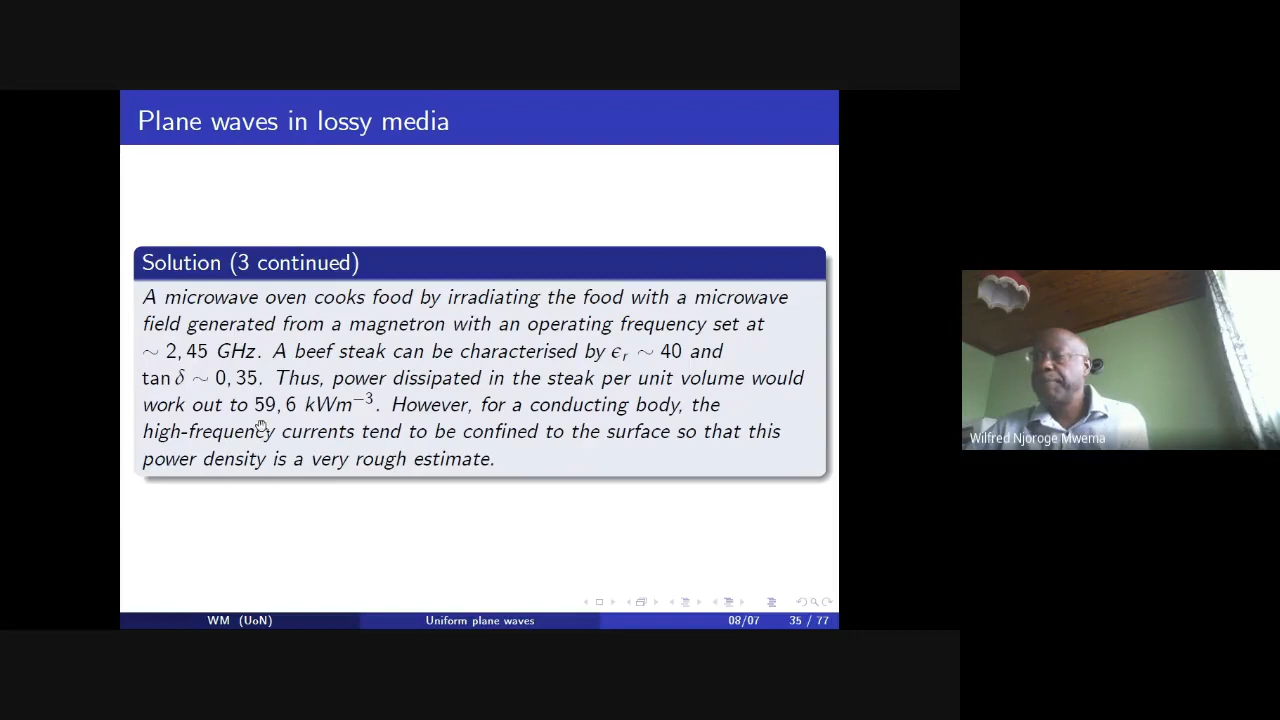 Plane waves in lossy media
Solution (3 continued)
A microwave oven cooks food by irradiating the food with a microwave
field generated from a magnetron with an operating frequency set at
∼ 2, 45 GHz. A beef steak can be characterised by ϵᵣ ∼ 40 and
tan δ ∼ 0, 35. Thus, power dissipated in the steak per unit volume would
work out to 59, 6 kWm⁻³. However, for a conducting body, the
high-frequency currents tend to be confined to the surface so that this
power density is a very rough estimate.
WM (UoN) Uniform plane waves 08/07 35 / 77
Wilfred Njoroge Mwema